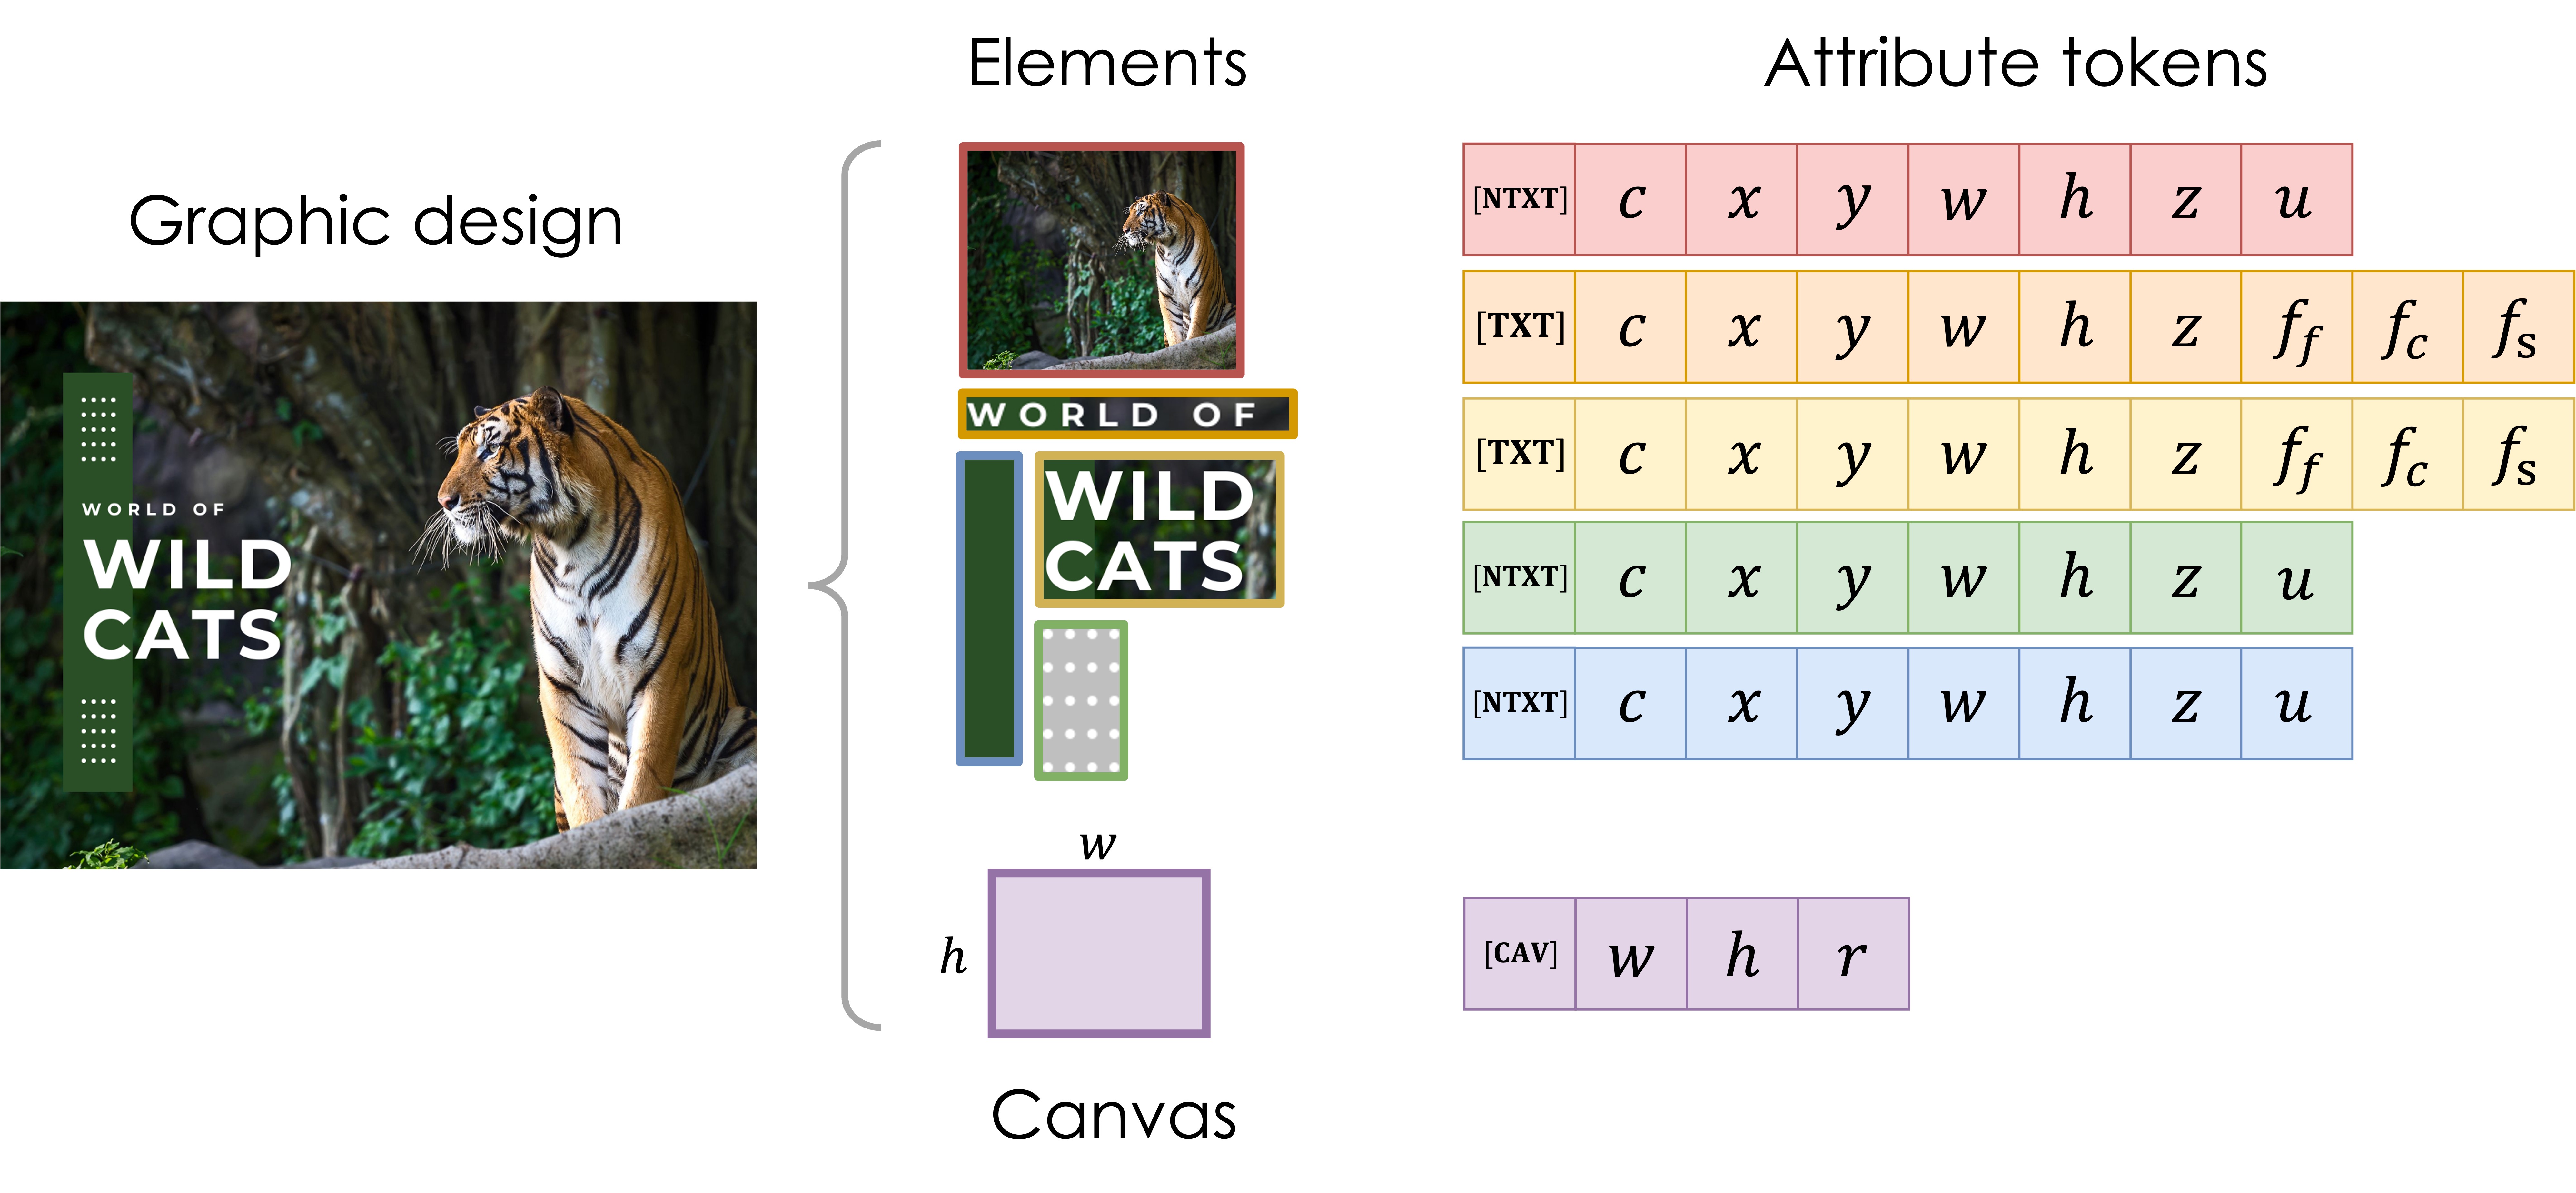 Elements
Attribute tokens
Graphic design
WORLD OF
WILD
CATS
WORLD OF
WILD
CATS
w
h
Canvas
[NTXT] c x y w h z u
[TXT] c x y w h z f_f f_c f_s
[TXT] c x y w h z f_f f_c f_s
[NTXT] c x y w h z u
[NTXT] c x y w h z u
[CAV] w h r